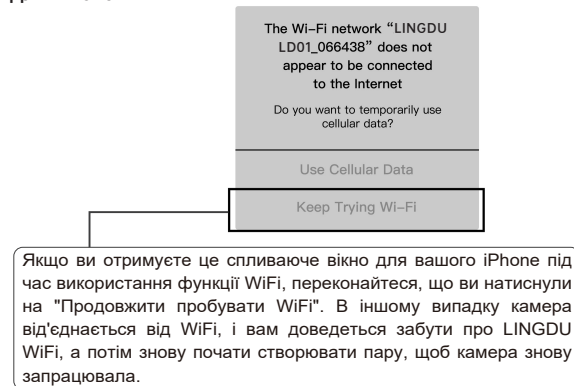 The Wi-Fi network “LINGDU
LD01_066438” does not
appear to be connected
to the Internet
Do you want to temporarily use
cellular data?
Use Cellular Data
Keep Trying Wi-Fi
Якщо ви отримуєте це спливаюче вікно для вашого iPhone під
час використання функції WiFi, переконайтеся, що ви натиснули
на "Продовжити пробувати WiFi". В іншому випадку камера
від'єднається від WiFi, і вам доведеться забути про LINGDU
WiFi, а потім знову почати створювати пару, щоб камера знову
запрацювала.